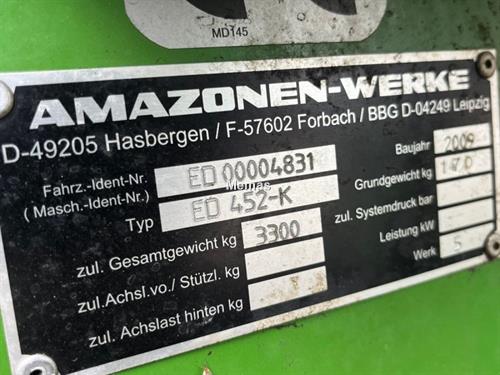 MD145
AMAZONEN-WERKE
D-49205 Hasbergen / F-57602 Forbach / BBG D-04249 Leipzig
Fahrz.-Ident-Nr. ED 00004831 Baujahr 2009
( Masch.-Ident-Nr.) Grundgewicht kg
Memas
Typ ED 452-K zul. Systemdruck bar
zul. Gesamtgewicht kg 3300 Leistung kW
zul. Achsl.vo./ Stützl. kg Werk 5
zul. Achslast hinten kg